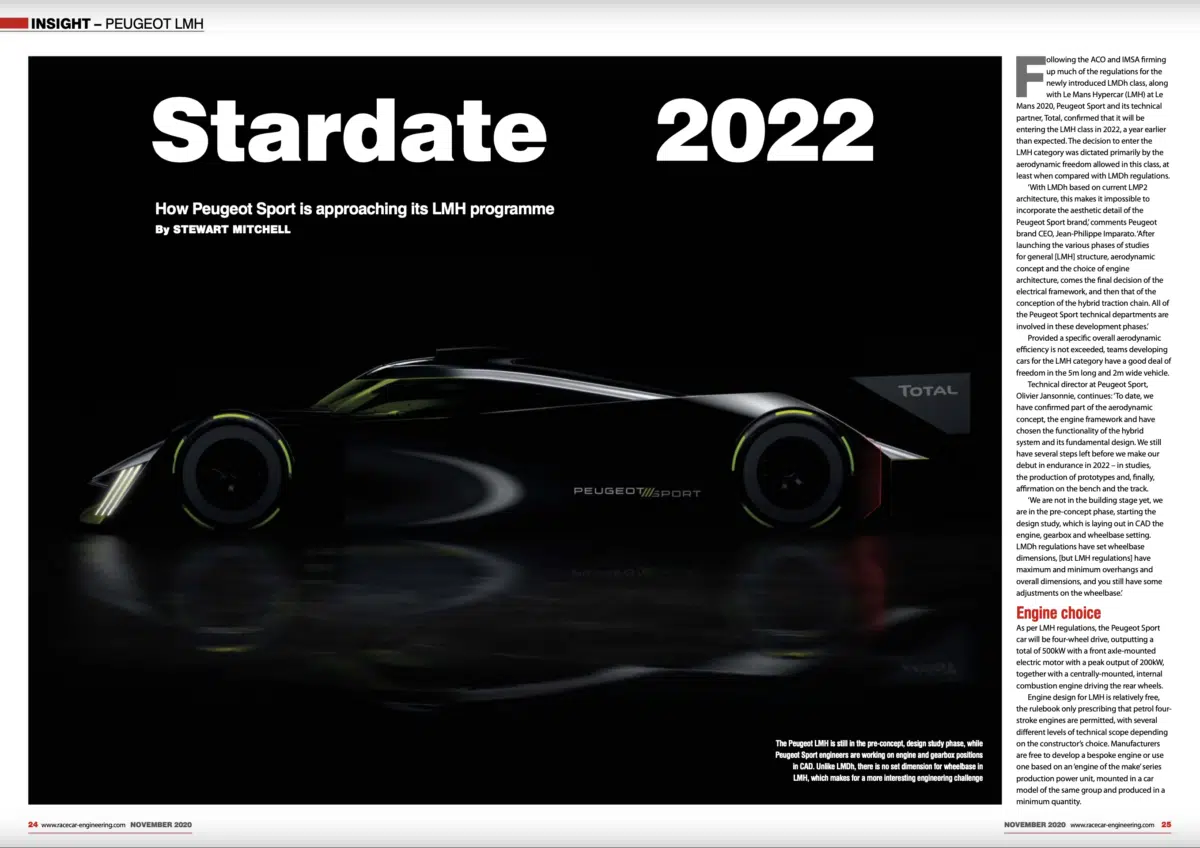 INSIGHT – PEUGEOT LMH
Stardate 2022
How Peugeot Sport is approaching its LMH programme
By STEWART MITCHELL
TOTAL
PEUGEOT///SPORT
The Peugeot LMH is still in the pre-concept, design study phase, while
Peugeot Sport engineers are working on engine and gearbox positions
in CAD. Unlike LMDh, there is no set dimension for wheelbase in
LMH, which makes for a more interesting engineering challenge
Following the ACO and IMSA firming
up much of the regulations for the
newly introduced LMDh class, along
with Le Mans Hypercar (LMH) at Le
Mans 2020, Peugeot Sport and its technical
partner, Total, confirmed that it will be
entering the LMH class in 2022, a year earlier
than expected. The decision to enter the
LMH category was dictated primarily by the
aerodynamic freedom allowed in this class, at
least when compared with LMDh regulations.
'With LMDh based on current LMP2
architecture, this makes it impossible to
incorporate the aesthetic detail of the
Peugeot Sport brand,' comments Peugeot
brand CEO, Jean-Philippe Imparato. 'After
launching the various phases of studies
for general [LMH] structure, aerodynamic
concept and the choice of engine
architecture, comes the final decision of the
electrical framework, and then that of the
conception of the hybrid traction chain. All of
the Peugeot Sport technical departments are
involved in these development phases.'
Provided a specific overall aerodynamic
efficiency is not exceeded, teams developing
cars for the LMH category have a good deal of
freedom in the 5m long and 2m wide vehicle.
Technical director at Peugeot Sport,
Olivier Jansonnie, continues: 'To date, we
have confirmed part of the aerodynamic
concept, the engine framework and have
chosen the functionality of the hybrid
system and its fundamental design. We still
have several steps left before we make our
debut in endurance in 2022 – in studies,
the production of prototypes and, finally,
affirmation on the bench and the track.
'We are not in the building stage yet, we
are in the pre-concept phase, starting the
design study, which is laying out in CAD the
engine, gearbox and wheelbase setting.
LMDh regulations have set wheelbase
dimensions, [but LMH regulations] have
maximum and minimum overhangs and
overall dimensions, and you still have some
adjustments on the wheelbase.'
Engine choice
As per LMH regulations, the Peugeot Sport
car will be four-wheel drive, outputting a
total of 500kW with a front axle-mounted
electric motor with a peak output of 200kW,
together with a centrally-mounted, internal
combustion engine driving the rear wheels.
Engine design for LMH is relatively free,
the rulebook only prescribing that petrol four-
stroke engines are permitted, with several
different levels of technical scope depending
on the constructor's choice. Manufacturers
are free to develop a bespoke engine or use
one based on an 'engine of the make' series
production power unit, mounted in a car
model of the same group and produced in a
minimum quantity.
24 www.racecar-engineering.com NOVEMBER 2020
NOVEMBER 2020 www.racecar-engineering.com 25